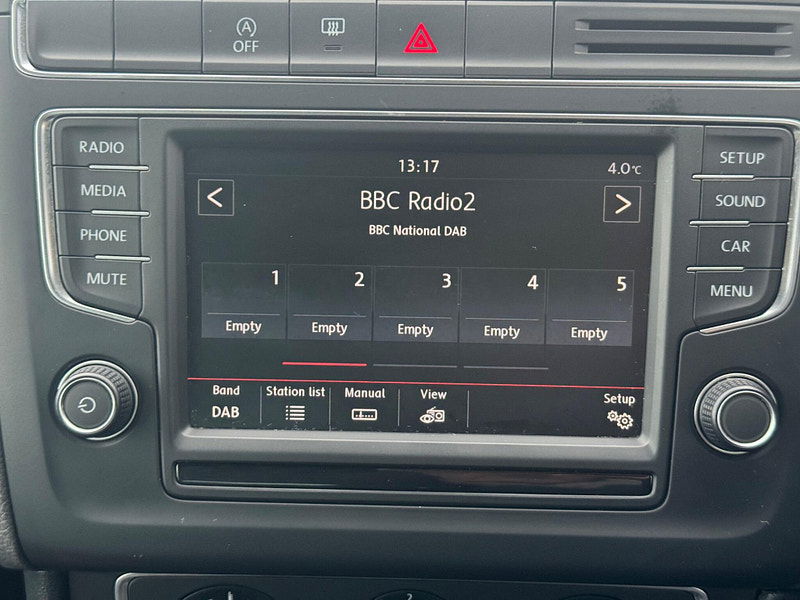 A
OFF
RADIO
MEDIA
PHONE
MUTE
13:17
4.0°C
< BBC Radio2 >
BBC National DAB
1 2 3 4 5
Empty Empty Empty Empty Empty
Band Station list Manual View Setup
DAB
SETUP
SOUND
CAR
MENU
2